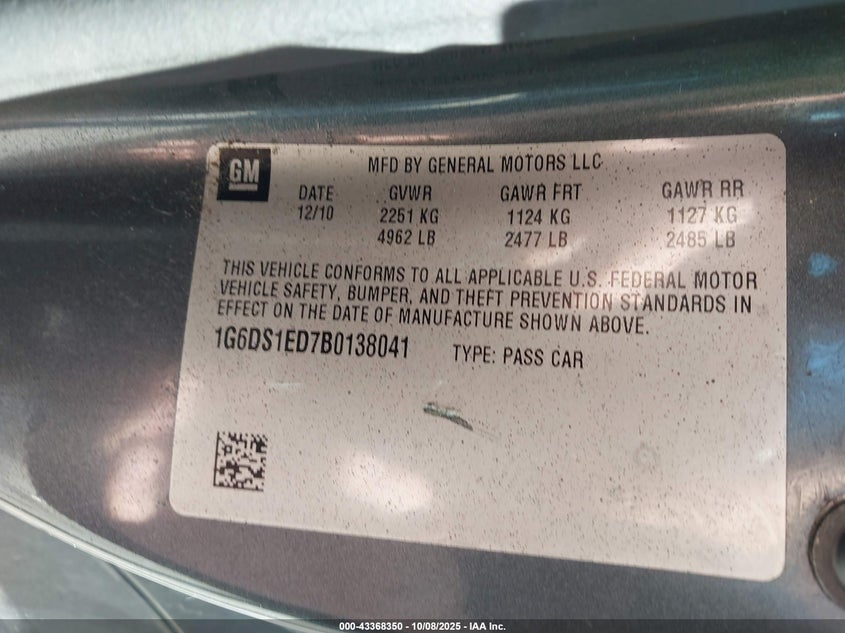 GM
MFD BY GENERAL MOTORS LLC
DATE GVWR GAWR FRT GAWR RR
12/10 2251 KG 1124 KG 1127 KG
4962 LB 2477 LB 2485 LB
THIS VEHICLE CONFORMS TO ALL APPLICABLE U.S. FEDERAL MOTOR
VEHICLE SAFETY, BUMPER, AND THEFT PREVENTION STANDARDS IN
EFFECT ON THE DATE OF MANUFACTURE SHOWN ABOVE.
1G6DS1ED7B0138041 TYPE: PASS CAR
000-43368350 - 10/08/2025 - IAA Inc.